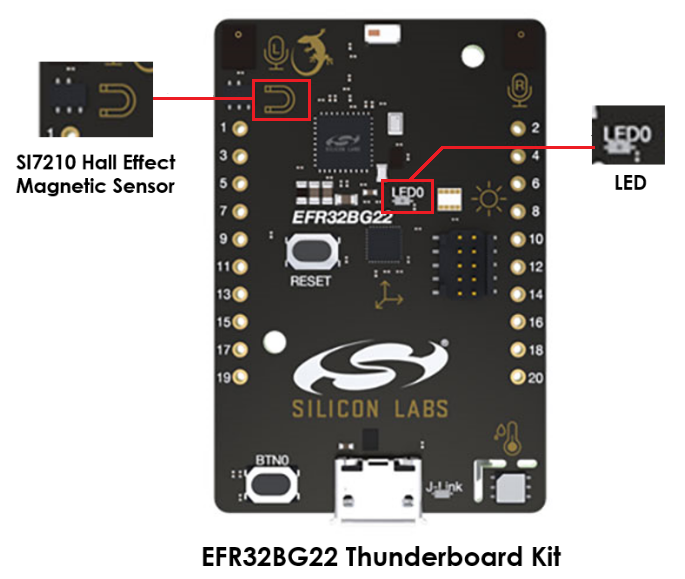 L
R
1
2
3
4
5
6
7
8
9
10
11
12
13
14
15
16
17
18
19
20
SILICON LABS
LED0
EFR32BG22
RESET
SILICON LABS
BTN0
J-Link
1
SI7210 Hall Effect
Magnetic Sensor
LED0
LED
EFR32BG22 Thunderboard Kit